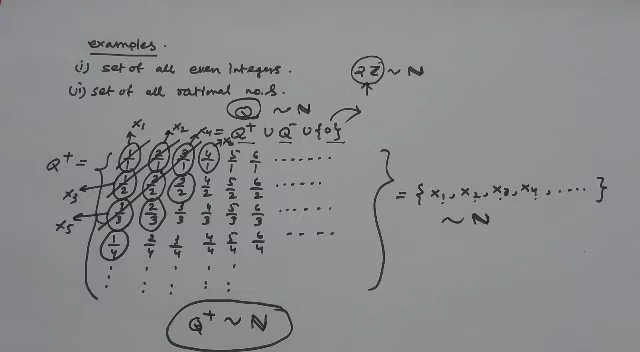 examples.
(i) set of all even integers. 2ℤ ~ ℕ
(ii) set of all rational no.s.
Q ~ ℕ
= Q⁺ ∪ Q⁻ ∪ {0}
x₁ x₂ x₄
Q⁺ = { 1/1 2/1 3/1 4/1 5/1 6/1 ......
x₃ 1/2 2/2 3/2 4/2 5/2 6/2 ......
x₅ 1/3 2/3 3/3 4/3 5/3 6/3 ......
1/4 2/4 3/4 4/4 5/4 6/4 ......
} = { x₁, x₂, x₃, x₄, ..... }
~ ℕ
Q⁺ ~ ℕ